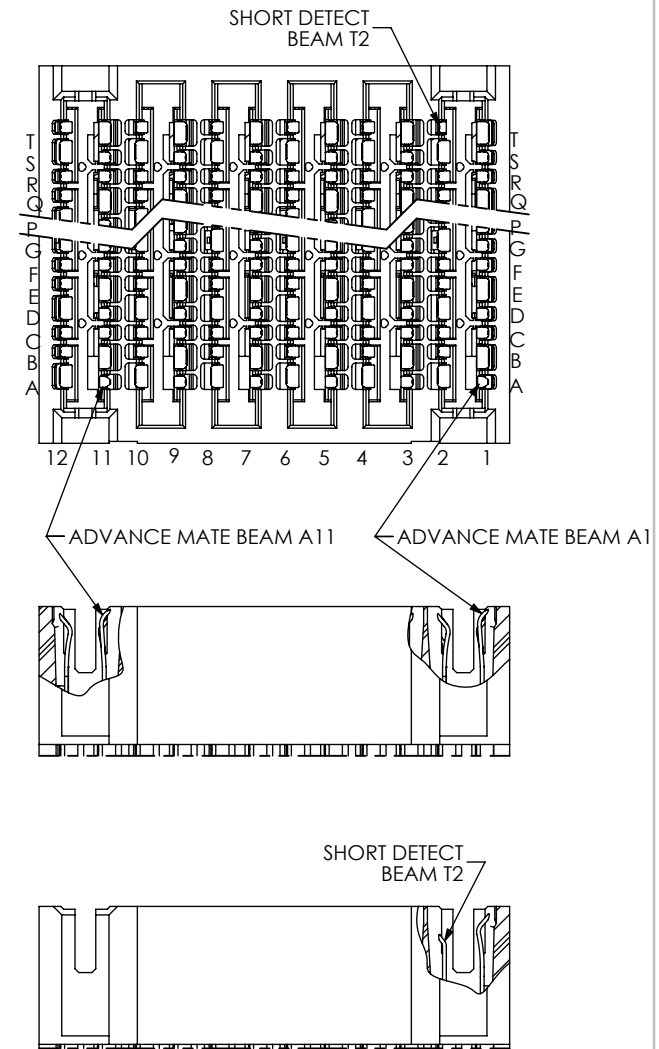 SHORT DETECT
BEAM T2
T
S
R
Q
P
G
F
E
D
C
B
A
T
S
R
Q
P
G
F
E
D
C
B
A
12 11 10 9 8 7 6 5 4 3 2 1
ADVANCE MATE BEAM A11
ADVANCE MATE BEAM A1
SHORT DETECT
BEAM T2